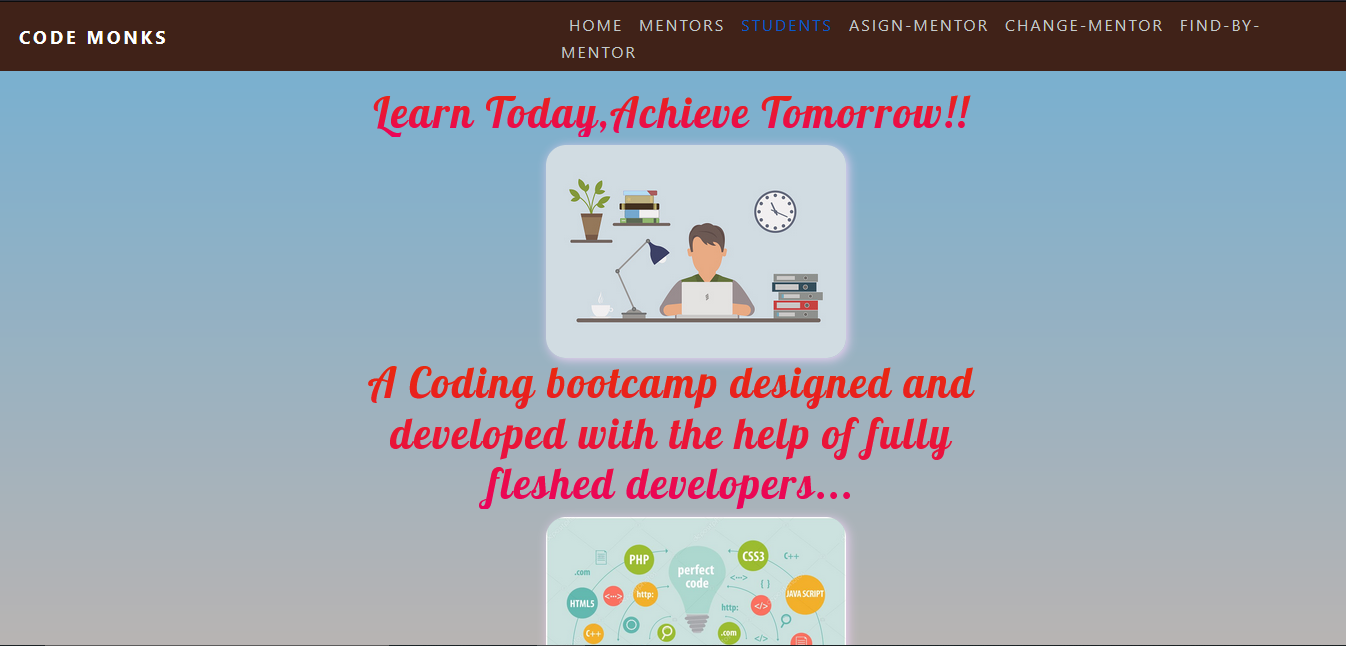 CODE MONKS
HOME MENTORS STUDENTS ASIGN-MENTOR CHANGE-MENTOR FIND-BY-
MENTOR
Learn Today,Achieve Tomorrow!!
A Coding bootcamp designed and
developed with the help of fully
fleshed developers...
PHP
CSS3
C++
.com
perfect
code
<···>
{ }
HTML5
<···>
http:
JAVA SCRIPT
http:
</>
C++
.com
</>